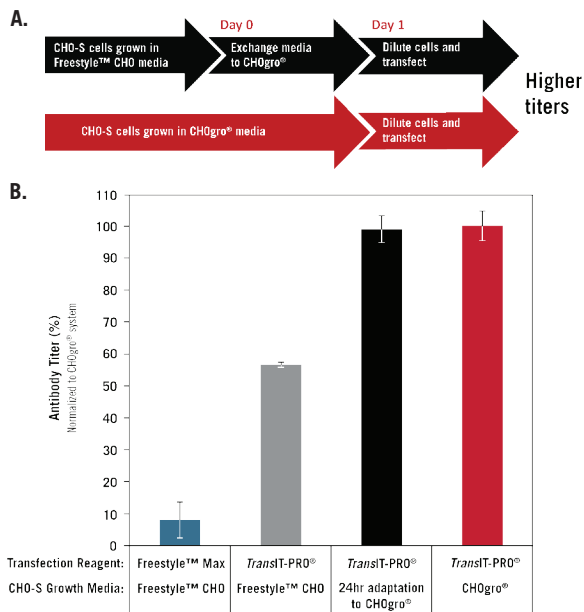 A.
Day 0
Day 1
CHO-S cells grown in
Freestyle™ CHO media
Exchange media
to CHOgro®
Dilute cells and
transfect
Higher
titers
CHO-S cells grown in CHOgro® media
Dilute cells and
transfect
B.
Antibody Titer (%)
Normalized to CHOgro® system
110
100
90
80
70
60
50
40
30
20
10
0
Transfection Reagent:
Freestyle™ Max
TransIT-PRO®
TransIT-PRO®
TransIT-PRO®
CHO-S Growth Media:
Freestyle™ CHO
Freestyle™ CHO
24hr adaptation
to CHOgro®
CHOgro®